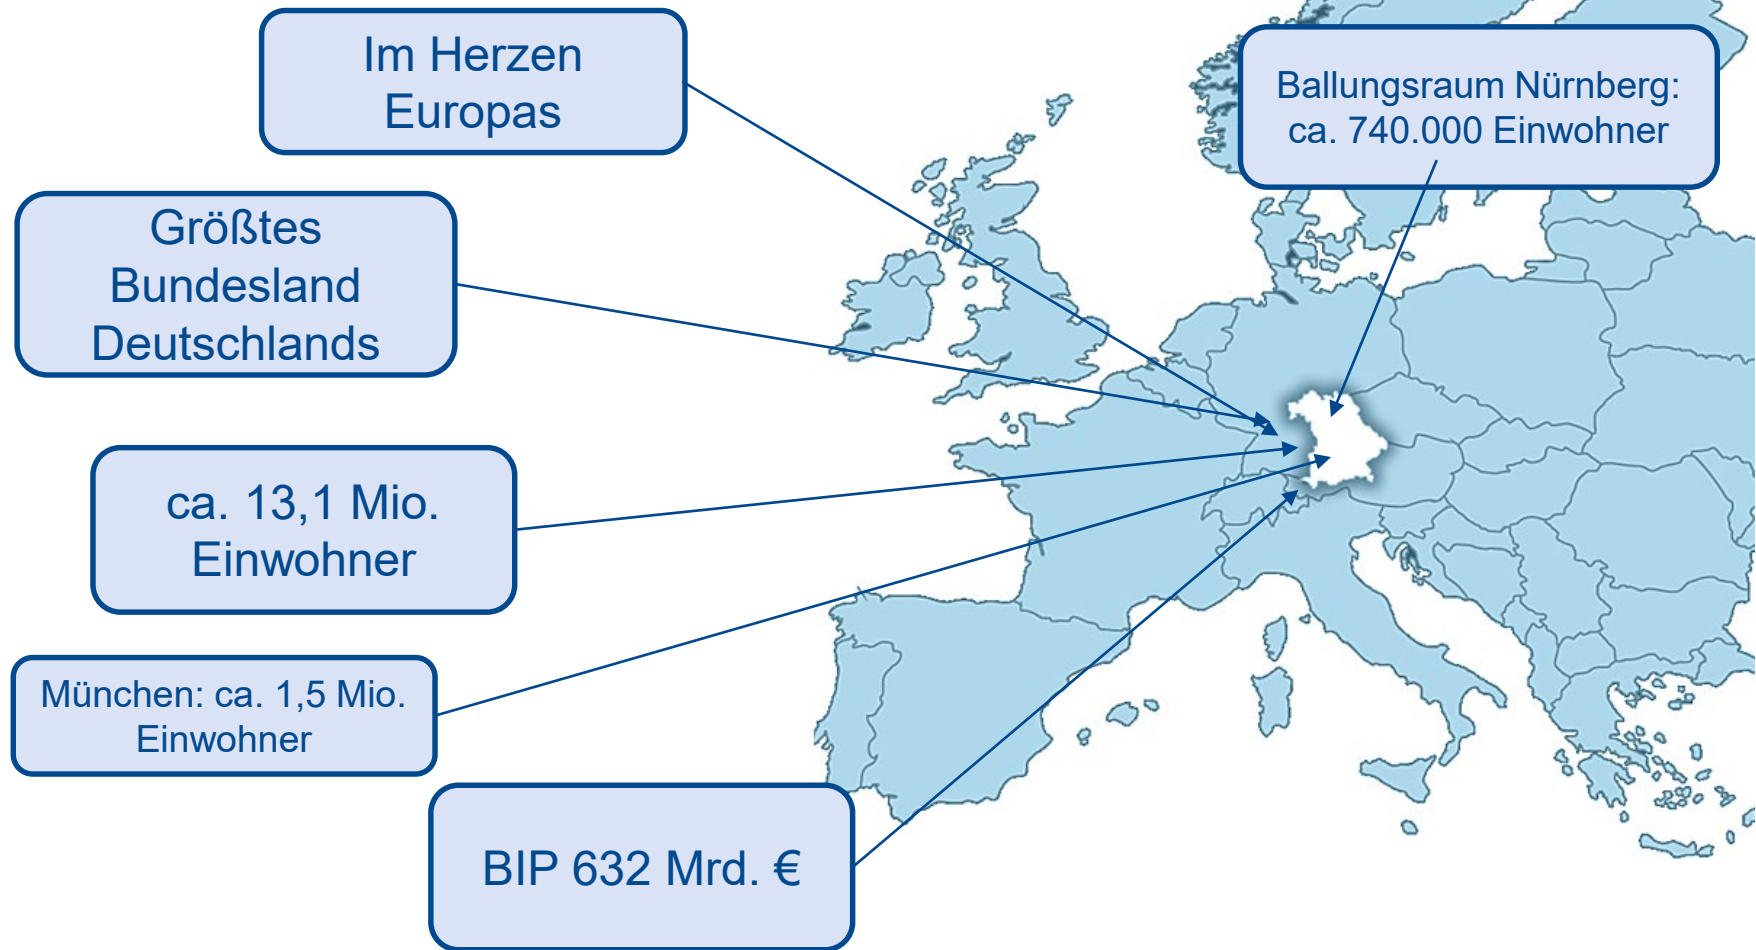 Im Herzen
Europas
Ballungsraum Nürnberg:
ca. 740.000 Einwohner
Größtes
Bundesland
Deutschlands
ca. 13,1 Mio.
Einwohner
München: ca. 1,5 Mio.
Einwohner
BIP 632 Mrd. €